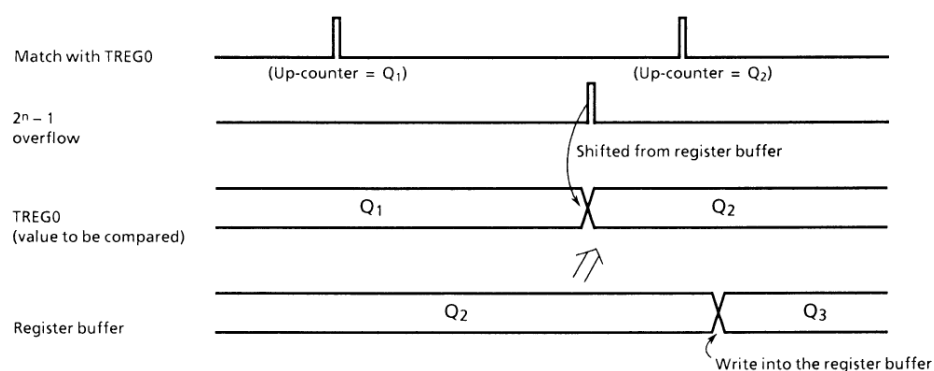 Match with TREG0
(Up-counter = Q₁)
(Up-counter = Q₂)
2ⁿ – 1
overflow
Shifted from register buffer
TREG0
(value to be compared)
Q₁
Q₂
Register buffer
Q₂
Q₃
Write into the register buffer